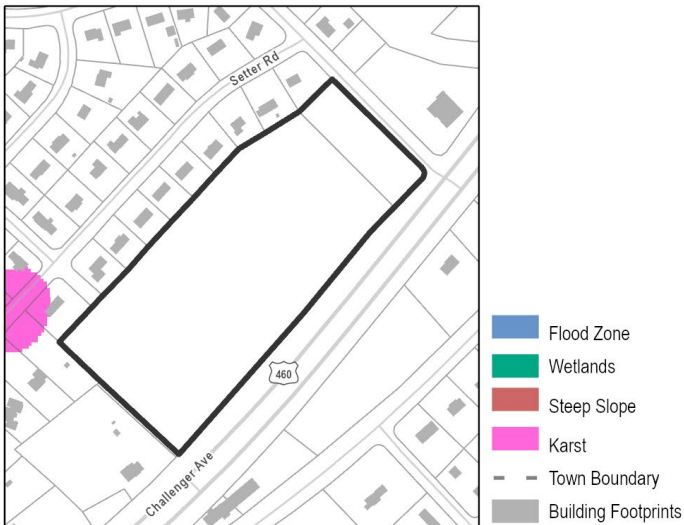 Setter Rd
460
Challenger Ave
Flood Zone
Wetlands
Steep Slope
Karst
Town Boundary
Building Footprints